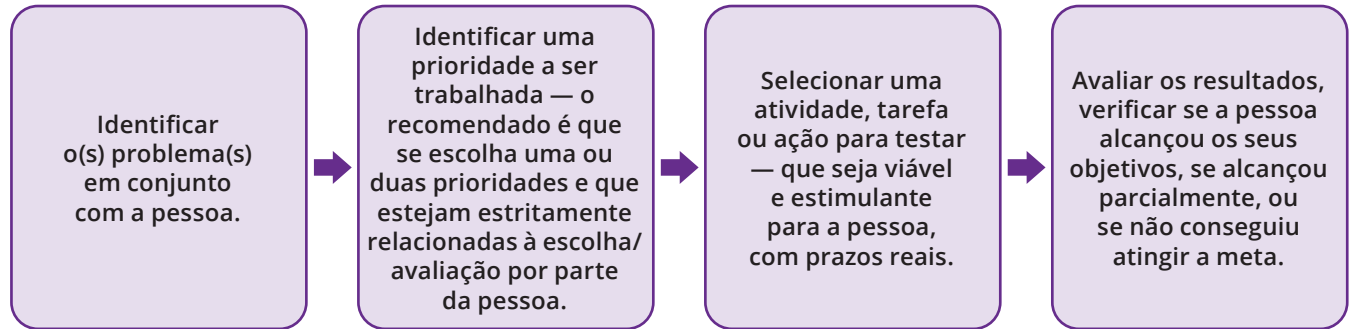 Identificar
o(s) problema(s)
em conjunto
com a pessoa.
Identificar uma
prioridade a ser
trabalhada — o
recomendado é que
se escolha uma ou
duas prioridades e que
estejam estritamente
relacionadas à escolha/
avaliação por parte
da pessoa.
Selecionar uma
atividade, tarefa
ou ação para testar
— que seja viável
e estimulante
para a pessoa,
com prazos reais.
Avaliar os resultados,
verificar se a pessoa
alcançou os seus
objetivos, se alcançou
parcialmente, ou
se não conseguiu
atingir a meta.